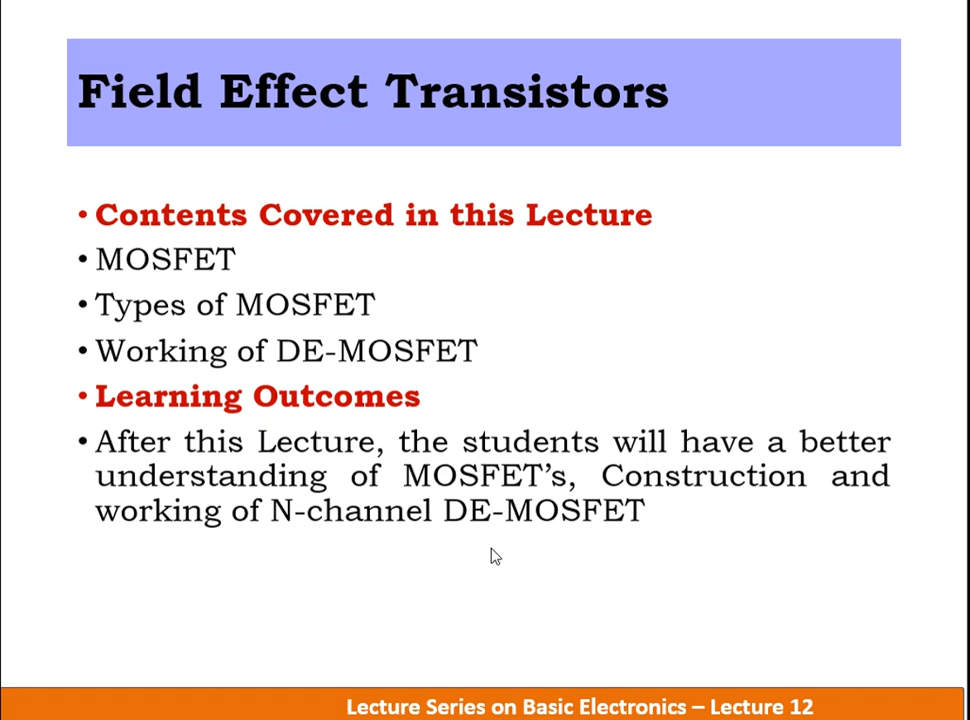 Field Effect Transistors
• Contents Covered in this Lecture
• MOSFET
• Types of MOSFET
• Working of DE-MOSFET
• Learning Outcomes
• After this Lecture, the students will have a better
understanding of MOSFET’s, Construction and
working of N-channel DE-MOSFET
Lecture Series on Basic Electronics – Lecture 12